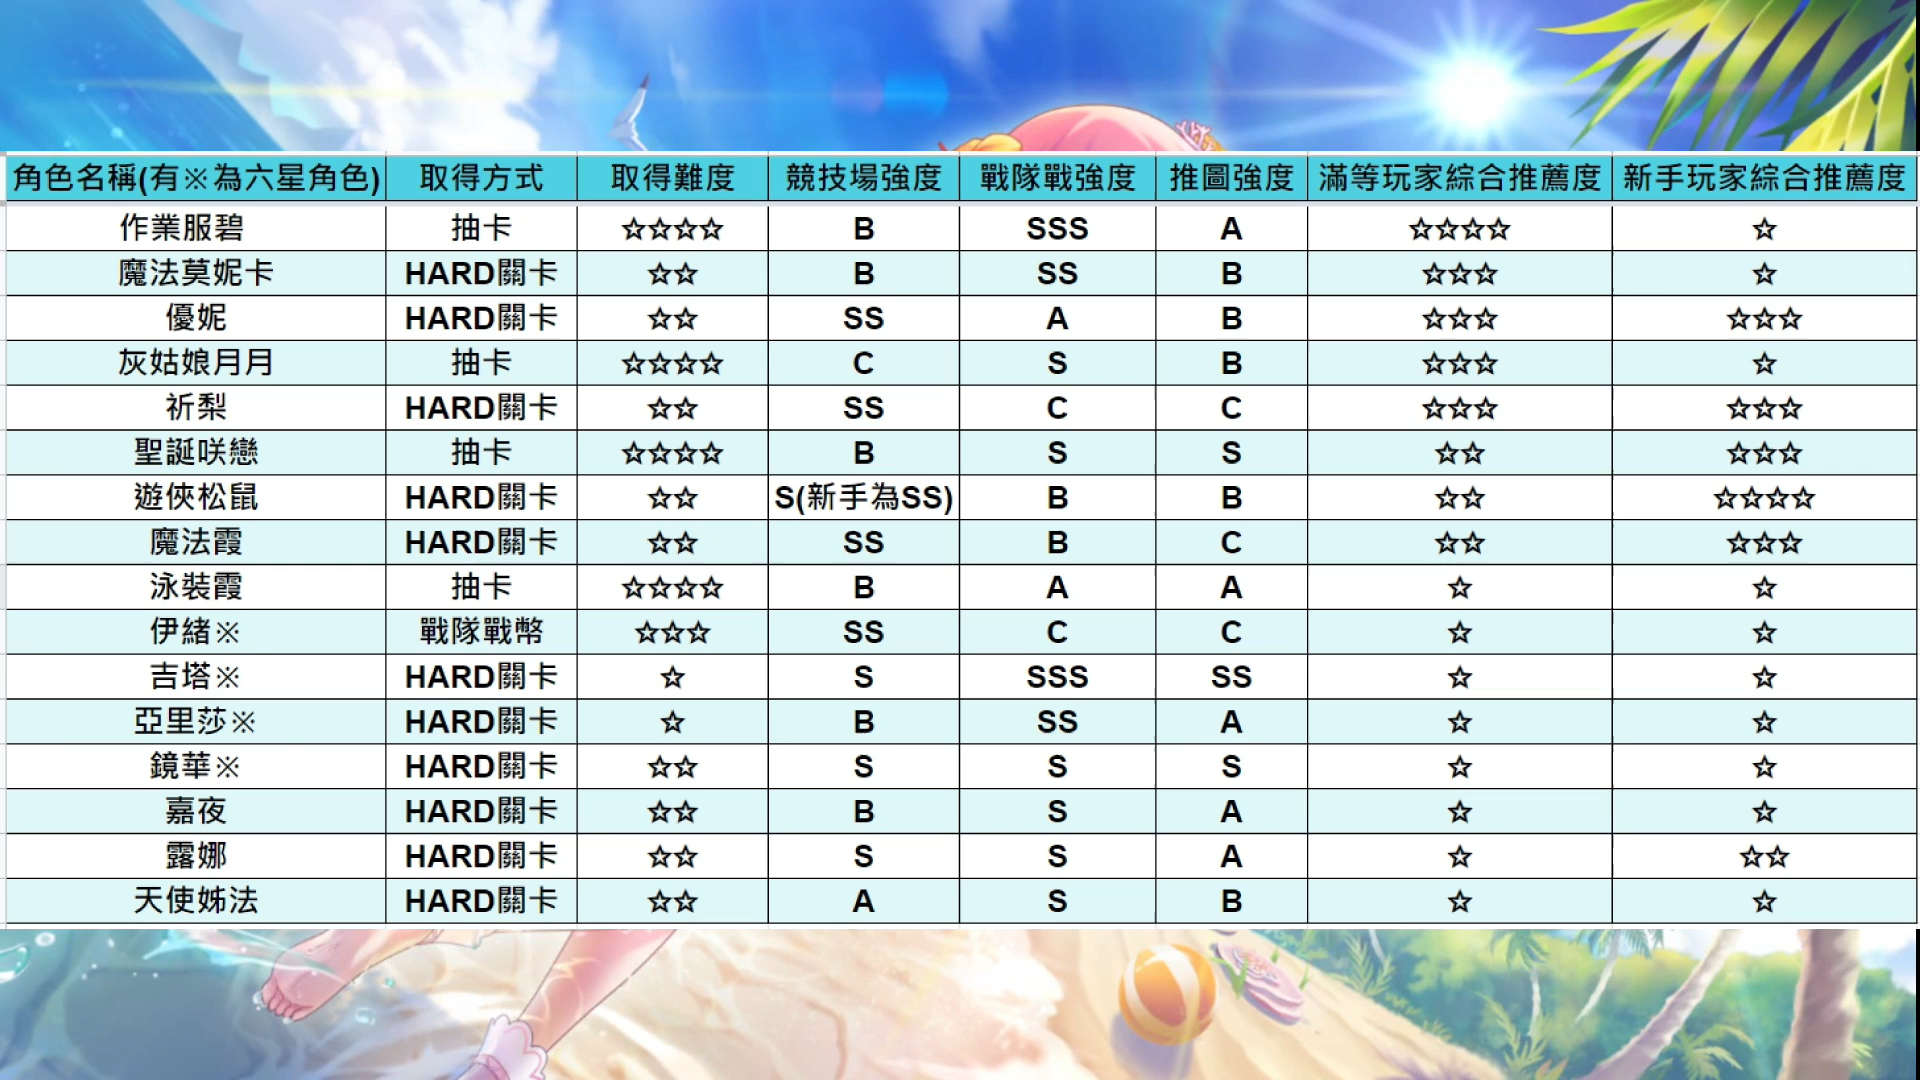 角色名稱(有※為六星角色) 取得方式 取得難度 競技場強度 戰隊戰強度 推圖強度 滿等玩家綜合推薦度 新手玩家綜合推薦度
作業服碧 抽卡 ☆☆☆☆ B SSS A ☆☆☆☆ ☆
魔法莫妮卡 HARD關卡 ☆☆ B SS B ☆☆☆ ☆
優妮 HARD關卡 ☆☆ SS A B ☆☆☆ ☆☆☆
灰姑娘月月 抽卡 ☆☆☆☆ C S B ☆☆☆ ☆
祈梨 HARD關卡 ☆☆ SS C C ☆☆☆ ☆☆☆
聖誕咲戀 抽卡 ☆☆☆☆ B S S ☆☆ ☆☆☆
遊俠松鼠 HARD關卡 ☆☆ S(新手為SS) B B ☆☆ ☆☆☆☆
魔法霞 HARD關卡 ☆☆ SS B C ☆☆ ☆☆☆
泳裝霞 抽卡 ☆☆☆☆ B A A ☆ ☆
伊緒※ 戰隊戰幣 ☆☆☆ SS C C ☆ ☆
吉塔※ HARD關卡 ☆ S SSS SS ☆ ☆
亞里莎※ HARD關卡 ☆ B SS A ☆ ☆
鏡華※ HARD關卡 ☆☆ S S S ☆ ☆
嘉夜 HARD關卡 ☆☆ B S A ☆ ☆
露娜 HARD關卡 ☆☆ S S A ☆ ☆☆
天使姊法 HARD關卡 ☆☆ A S B ☆ ☆